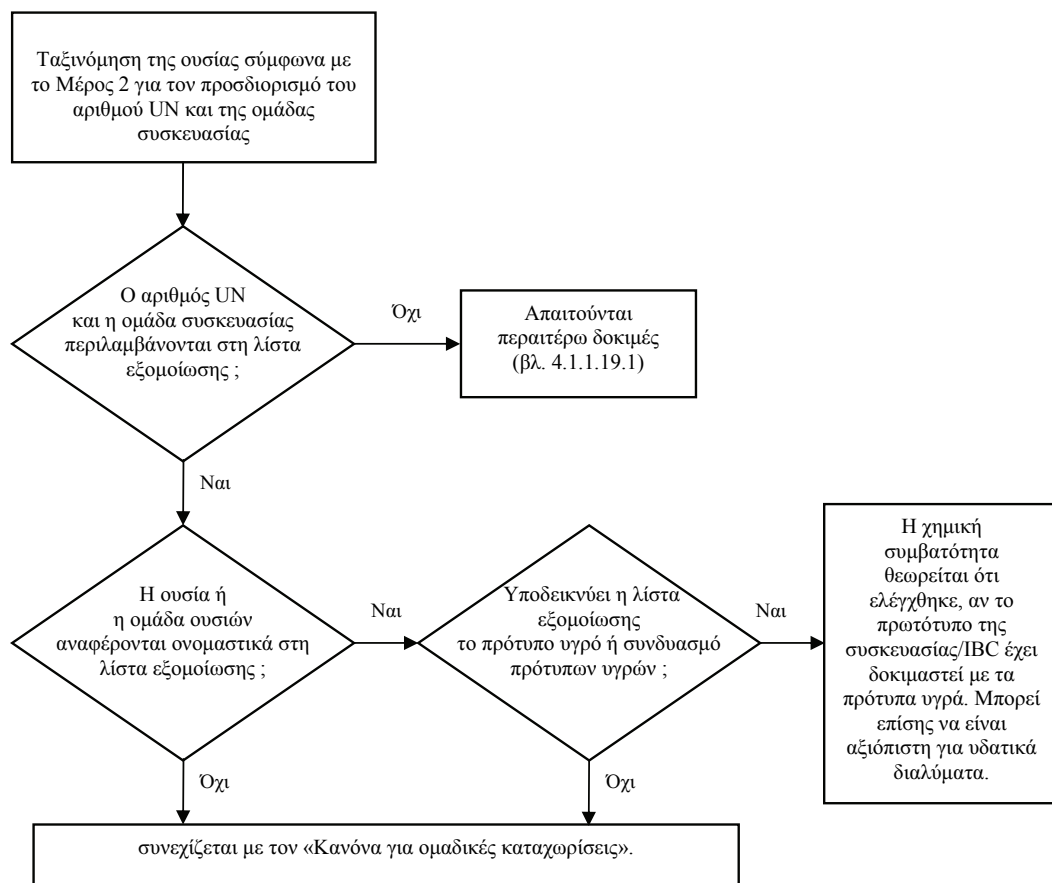 Ταξινόμηση της ουσίας σύμφωνα με
το Μέρος 2 για τον προσδιορισμό του
αριθμού UN και της ομάδας
συσκευασίας
Ο αριθμός UN
και η ομάδα συσκευασίας
περιλαμβάνονται στη λίστα
εξομοίωσης ;
Όχι
Απαιτούνται
περαιτέρω δοκιμές
(βλ. 4.1.1.19.1)
Ναι
Η ουσία ή
η ομάδα ουσιών
αναφέρονται ονομαστικά στη
λίστα εξομοίωσης ;
Ναι
Υποδεικνύει η λίστα
εξομοίωσης
το πρότυπο υγρό ή συνδυασμό
πρότυπων υγρών ;
Ναι
Η χημική
συμβατότητα
θεωρείται ότι
ελέγχθηκε, αν το
πρωτότυπο της
συσκευασίας/IBC έχει
δοκιμαστεί με τα
πρότυπα υγρά. Μπορεί
επίσης να είναι
αξιόπιστη για υδατικά
διαλύματα.
Όχι
Όχι
συνεχίζεται με τον «Κανόνα για ομαδικές καταχωρίσεις».